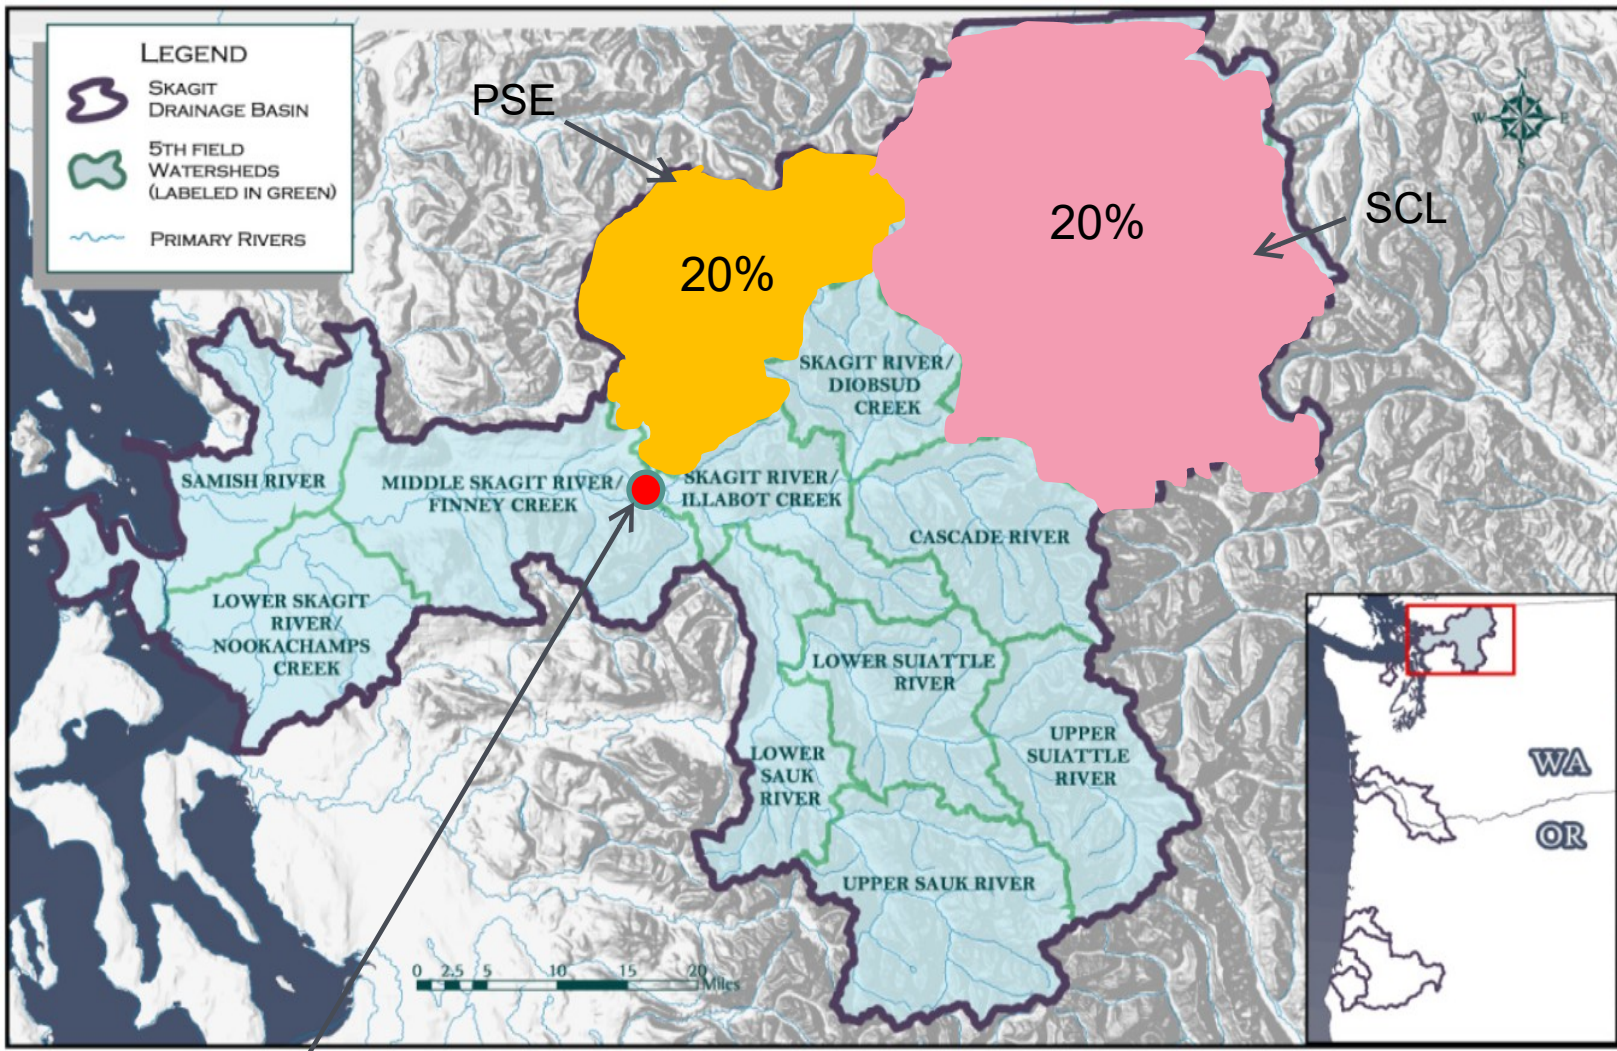 LEGEND
SKAGIT
DRAINAGE BASIN
5TH FIELD
WATERSHEDS
(LABELED IN GREEN)
PRIMARY RIVERS
PSE
N
W E
S
20%
20%
SCL
SKAGIT RIVER/
DIOBSUD
CREEK
SAMISH RIVER
MIDDLE SKAGIT RIVER/
FINNEY CREEK
SKAGIT RIVER/
ILLABOT CREEK
CASCADE RIVER
LOWER SKAGIT
RIVER/
NOOKACHAMPS
CREEK
LOWER SUIATTLE
RIVER
UPPER
SUIATTLE
RIVER
LOWER
SAUK
RIVER
UPPER SAUK RIVER
0 2.5 5 10 15 20
Miles
WA
OR